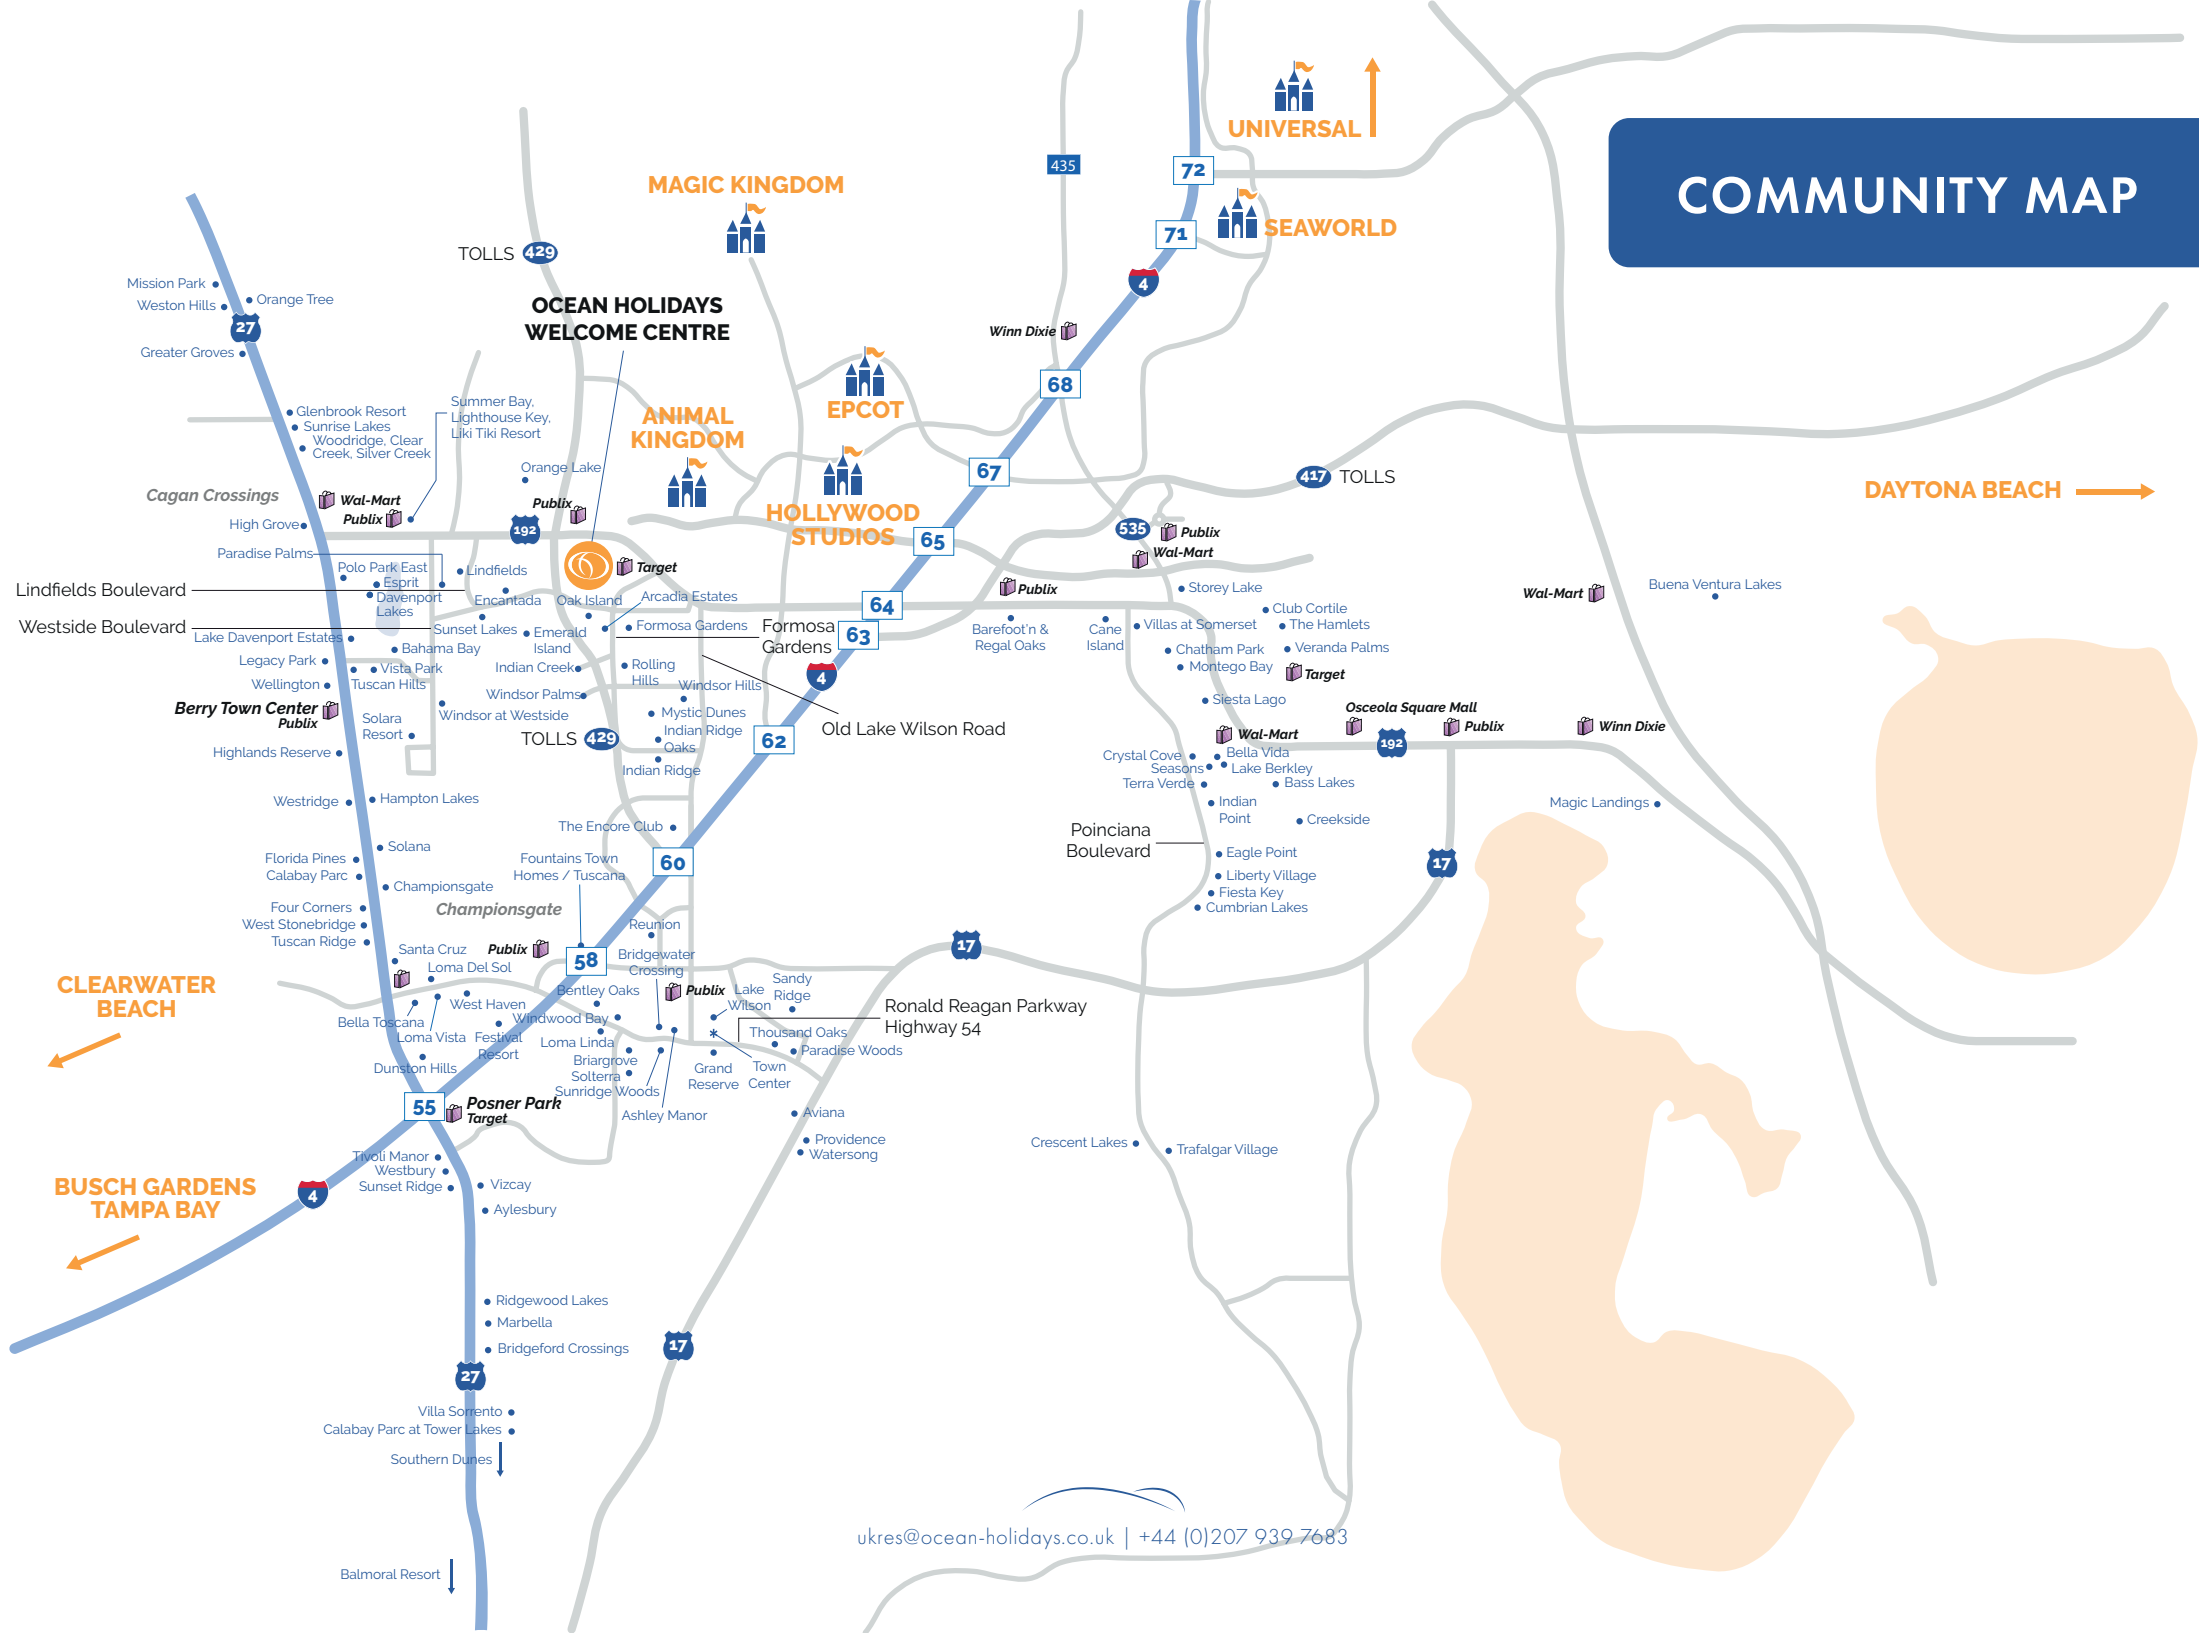 COMMUNITY MAP
UNIVERSAL
435
72
MAGIC KINGDOM
SEAWORLD
71
TOLLS 429
4
Mission Park
Orange Tree
Weston Hills
27
OCEAN HOLIDAYS
WELCOME CENTRE
Winn Dixie
Greater Groves
68
EPCOT
Summer Bay,
Lighthouse Key,
Liki Tiki Resort
Glenbrook Resort
Sunrise Lakes
Woodridge, Clear
Creek, Silver Creek
ANIMAL
KINGDOM
Orange Lake
67
417 TOLLS
DAYTONA BEACH
Cagan Crossings
Wal-Mart
Publix
Publix
HOLLYWOOD
STUDIOS
High Grove
192
65
535
Publix
Wal-Mart
Paradise Palms
Polo Park East
Esprit
Davenport
Lakes
Lindfields
Target
Lindfields Boulevard
Encantada
Oak Island
Arcadia Estates
64
Publix
Storey Lake
Wal-Mart
Buena Ventura Lakes
Westside Boulevard
Lake Davenport Estates
Sunset Lakes
Emerald
Island
Formosa Gardens
Formosa
Gardens
63
Barefoot'n &
Regal Oaks
Cane
Island
Club Cortile
Villas at Somerset
The Hamlets
Bahama Bay
Chatham Park
Veranda Palms
Legacy Park
Vista Park
Indian Creek
Rolling
Hills
4
Montego Bay
Target
Wellington
Tuscan Hills
Windsor Palms
Windsor Hills
Siesta Lago
Berry Town Center
Publix
Solara
Resort
Windsor at Westside
Mystic Dunes
Indian Ridge
Oaks
Old Lake Wilson Road
Osceola Square Mall
Publix
Winn Dixie
TOLLS 429
62
Wal-Mart
192
Highlands Reserve
Indian Ridge
Crystal Cove
Bella Vida
Seasons
Lake Berkley
Terra Verde
Bass Lakes
Westridge
Hampton Lakes
Indian
Point
Magic Landings
The Encore Club
Creekside
Poinciana
Boulevard
Solana
Florida Pines
Calabay Parc
Fountains Town
Homes / Tuscana
60
Eagle Point
17
Championsgate
Liberty Village
Fiesta Key
Four Corners
Championsgate
Cumbrian Lakes
West Stonebridge
Reunion
Tuscan Ridge
Santa Cruz
Publix
58
Bridgewater
Crossing
17
Loma Del Sol
CLEARWATER
BEACH
Bentley Oaks
Publix
Lake
Wilson
Sandy
Ridge
West Haven
Ronald Reagan Parkway
Highway 54
Bella Toscana
Windwood Bay
Loma Vista
Festival
Resort
Loma Linda
*
Thousand Oaks
Paradise Woods
Briargrove
Dunston Hills
Solterra
Grand
Reserve
Town
Center
Sunridge Woods
55
Posner Park
Target
Ashley Manor
Aviana
Tivoli Manor
Providence
Watersong
Crescent Lakes
Trafalgar Village
Westbury
Sunset Ridge
Vizcay
BUSCH GARDENS
TAMPA BAY
4
Aylesbury
Ridgewood Lakes
Marbella
Bridgeford Crossings
17
27
Villa Sorrento
Calabay Parc at Tower Lakes
Southern Dunes
ukres@ocean-holidays.co.uk | +44 (0)207 939 7683
Balmoral Resort